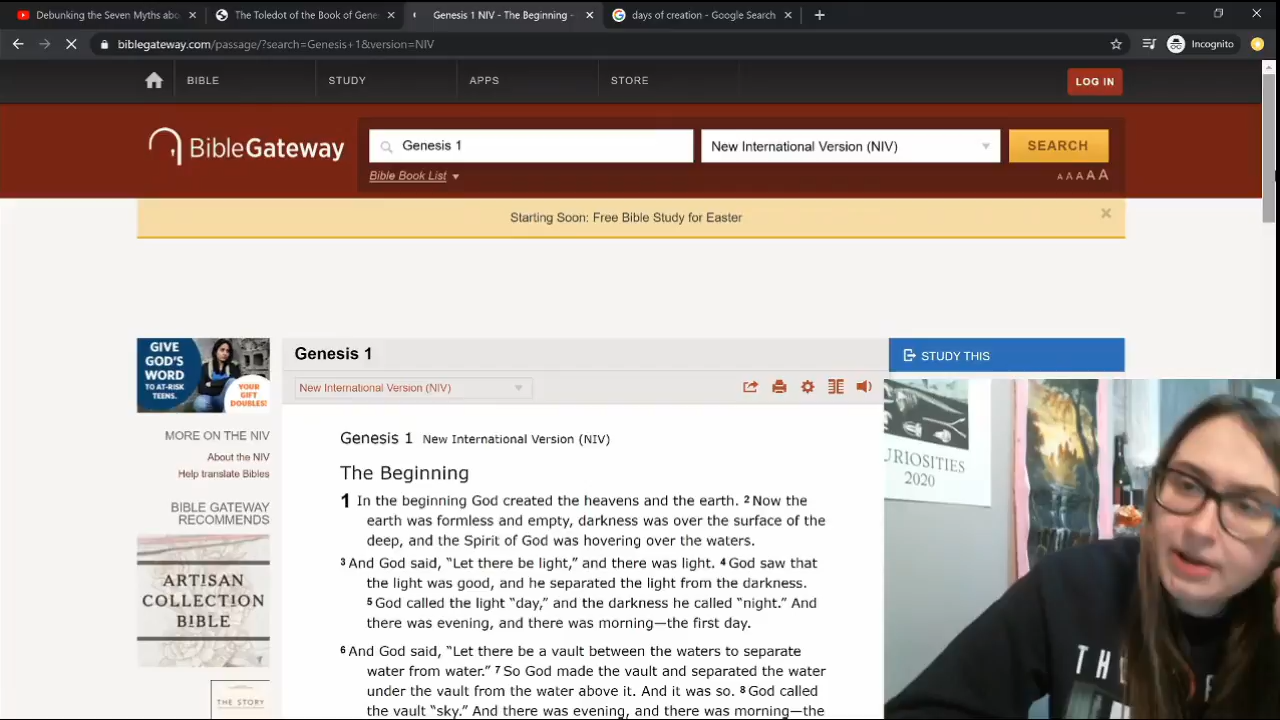 Debunking the Seven Myths abo
The Toledot of the Book of Gene
Genesis 1 NIV - The Beginning -
days of creation - Google Search
biblegateway.com/passage/?search=Genesis+1&version=NIV
Incognito
BIBLE
STUDY
APPS
STORE
LOG IN
BibleGateway
Genesis 1
New International Version (NIV)
SEARCH
Bible Book List
A A A A A
Starting Soon: Free Bible Study for Easter
GIVE
GOD'S
WORD
TO AT-RISK
TEENS.
YOUR
GIFT
DOUBLES!
MORE ON THE NIV
About the NIV
Help translate Bibles
BIBLE GATEWAY
RECOMMENDS
ARTISAN
COLLECTION
BIBLE
THE STORY
Genesis 1
New International Version (NIV)
STUDY THIS
Genesis 1 New International Version (NIV)
The Beginning
1 In the beginning God created the heavens and the earth. 2 Now the
earth was formless and empty, darkness was over the surface of the
deep, and the Spirit of God was hovering over the waters.
3 And God said, “Let there be light,” and there was light. 4 God saw that
the light was good, and he separated the light from the darkness.
5 God called the light “day,” and the darkness he called “night.” And
there was evening, and there was morning—the first day.
6 And God said, “Let there be a vault between the waters to separate
water from water.” 7 So God made the vault and separated the water
under the vault from the water above it. And it was so. 8 God called
the vault “sky.” And there was evening, and there was morning—the
URIOSITIES
2020
TH